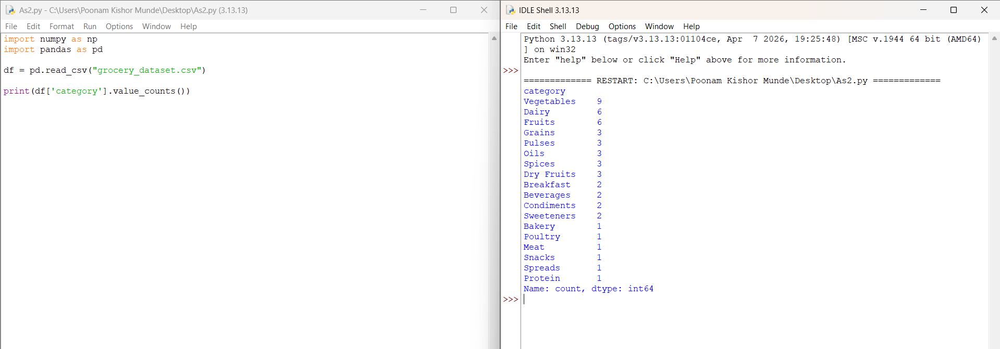 As2.py - C:\Users\Poonam Kishor Munde\Desktop\As2.py (3.13.13)
File Edit Format Run Options Window Help
import numpy as np
import pandas as pd
df = pd.read_csv("grocery_dataset.csv")
print(df['category'].value_counts())
IDLE Shell 3.13.13
File Edit Shell Debug Options Window Help
Python 3.13.13 (tags/v3.13.13:01104ce, Apr  7 2026, 19:25:48) [MSC v.1944 64 bit (AMD64)
] on win32
Enter "help" below or click "Help" above for more information.
>>>
============= RESTART: C:\Users\Poonam Kishor Munde\Desktop\As2.py =============
category
Vegetables    9
Dairy         6
Fruits        6
Grains        3
Pulses        3
Oils          3
Spices        3
Dry Fruits    3
Breakfast     2
Beverages     2
Condiments    2
Sweeteners    2
Bakery        1
Poultry       1
Meat          1
Snacks        1
Spreads       1
Protein       1
Name: count, dtype: int64
>>>